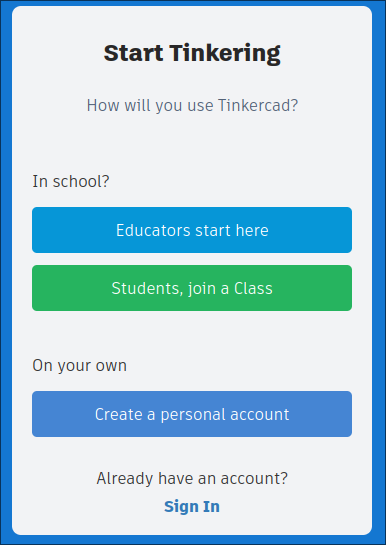 Start Tinkering
How will you use Tinkercad?
In school?
Educators start here
Students, join a Class
On your own
Create a personal account
Already have an account?
Sign In